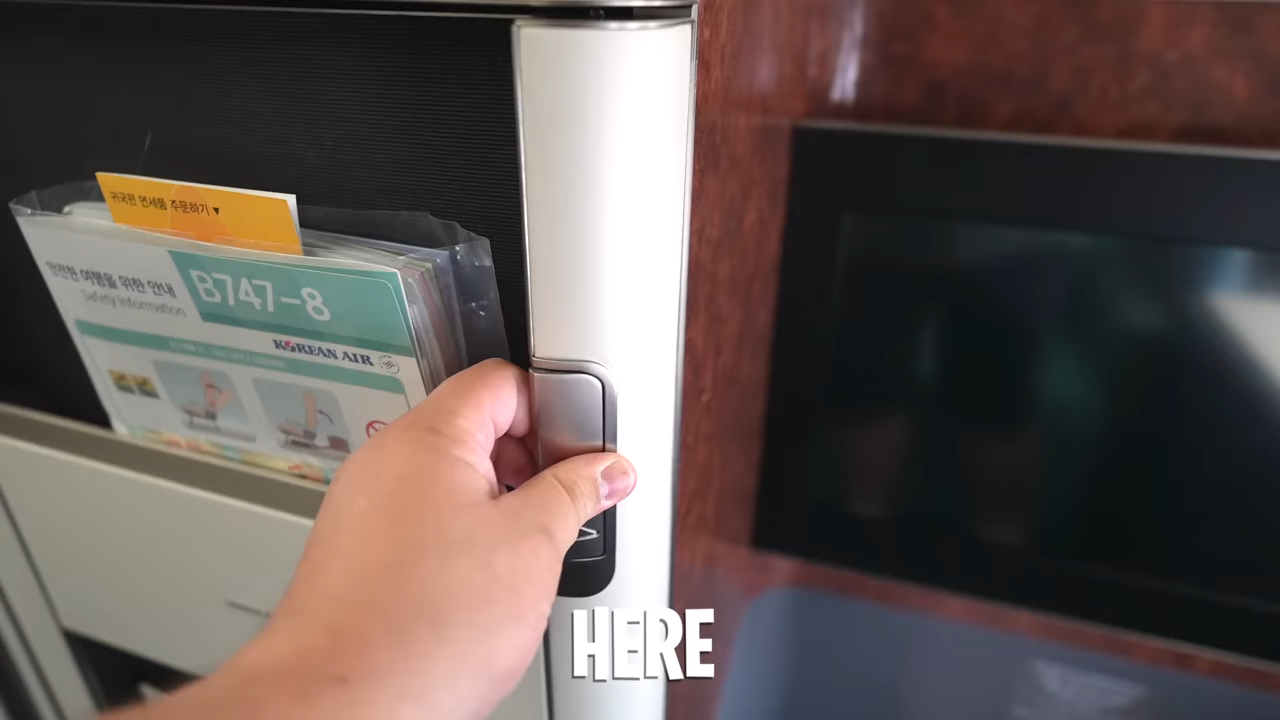 귀국편 면세품 주문하기 ▼
안전한 여행을 위한 안내
Safety Information
B747-8
KOREAN AIR
HERE